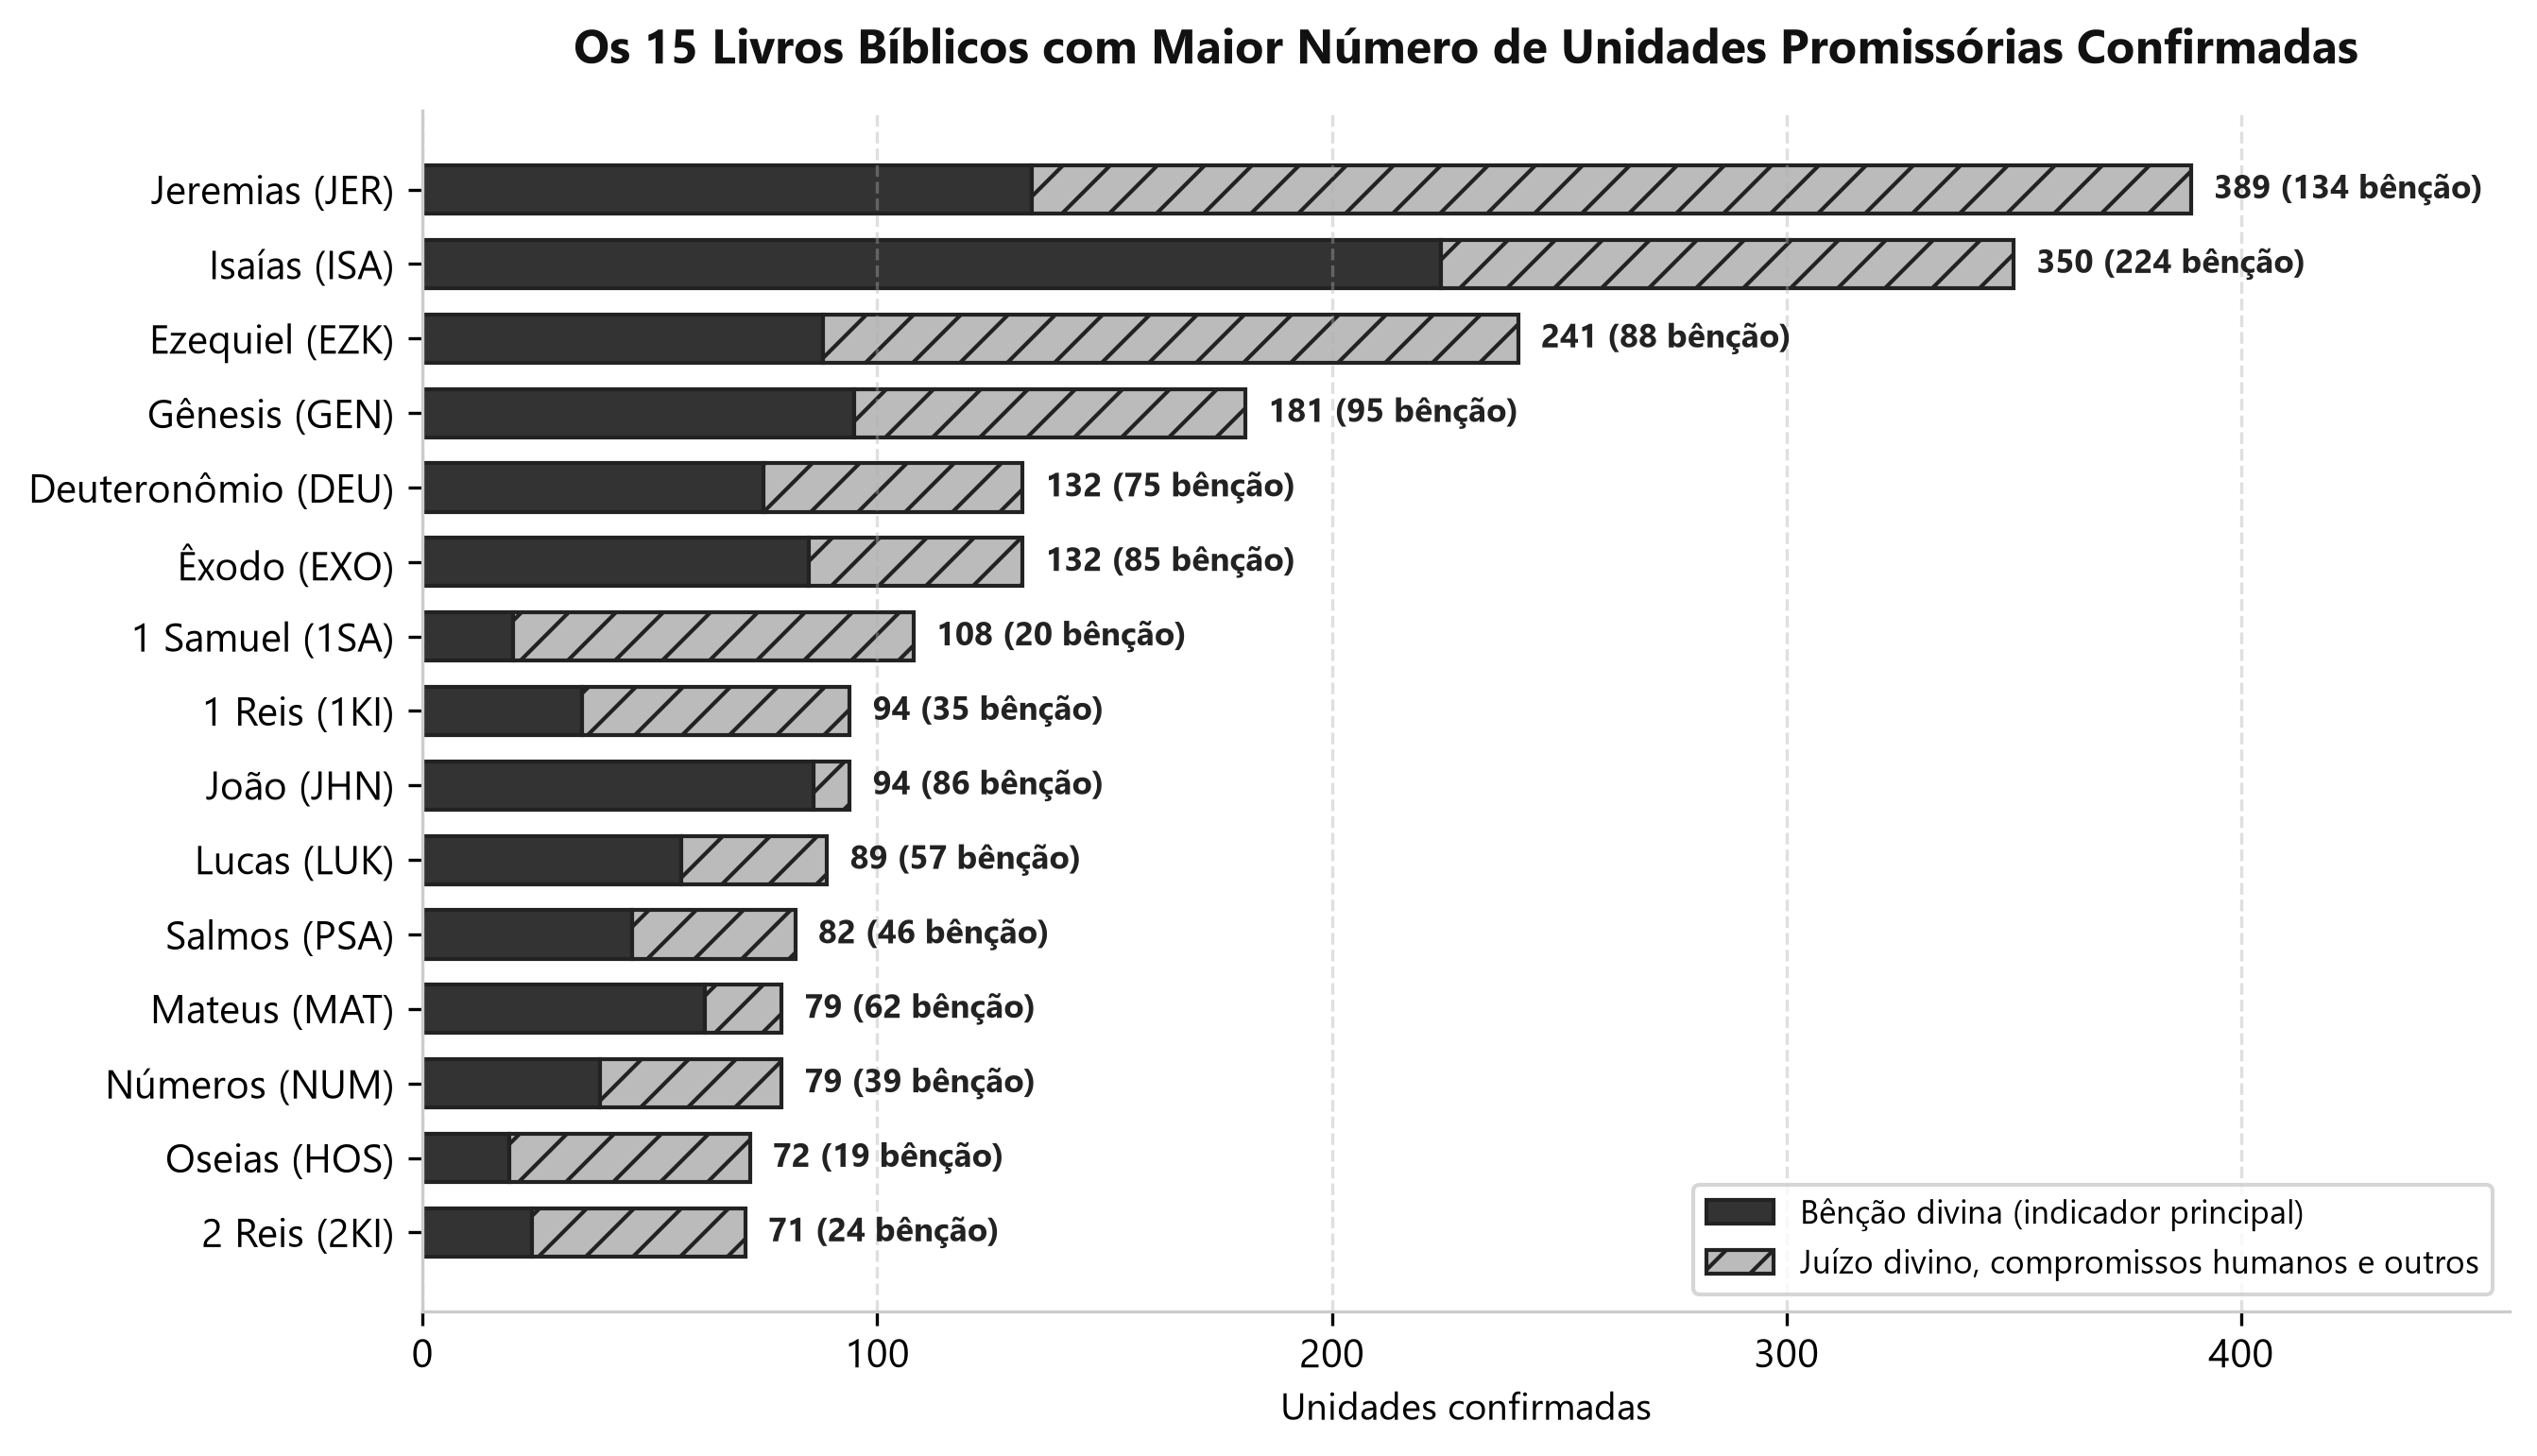 Os 15 Livros Bíblicos com Maior Número de Unidades Promissórias Confirmadas
Jeremias (JER) 389 (134 bênção)
Isaías (ISA) 350 (224 bênção)
Ezequiel (EZK) 241 (88 bênção)
Gênesis (GEN) 181 (95 bênção)
Deuteronômio (DEU) 132 (75 bênção)
Êxodo (EXO) 132 (85 bênção)
1 Samuel (1SA) 108 (20 bênção)
1 Reis (1KI) 94 (35 bênção)
João (JHN) 94 (86 bênção)
Lucas (LUK) 89 (57 bênção)
Salmos (PSA) 82 (46 bênção)
Mateus (MAT) 79 (62 bênção)
Números (NUM) 79 (39 bênção)
Oseias (HOS) 72 (19 bênção)
2 Reis (2KI) 71 (24 bênção)
Bênção divina (indicador principal)
Juízo divino, compromissos humanos e outros
0 100 200 300 400
Unidades confirmadas